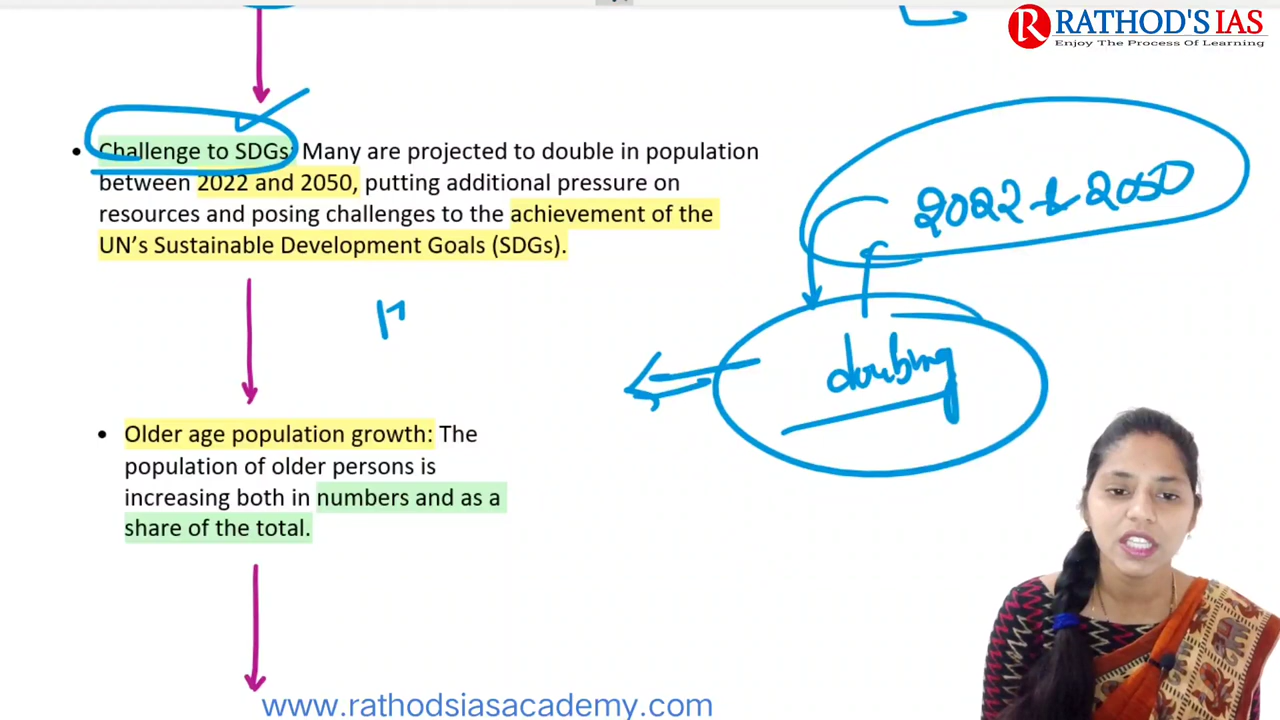 RATHOD'S IAS
Enjoy The Process Of Learning
• Challenge to SDGs: Many are projected to double in population
between 2022 and 2050, putting additional pressure on
resources and posing challenges to the achievement of the
UN's Sustainable Development Goals (SDGs).
2022 & 2050
doubing
• Older age population growth: The
population of older persons is
increasing both in numbers and as a
share of the total.
www.rathodsiasacademy.com